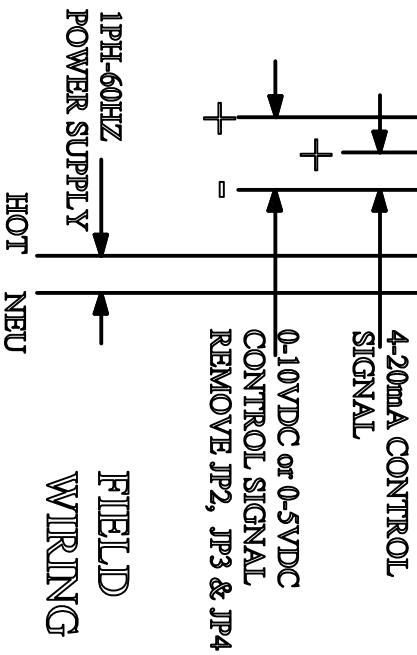 4-20mA CONTROL
SIGNAL
0-10VDC or 0-5VDC
CONTROL SIGNAL
REMOVE JP2, JP3 & JP4
+
+
-
1PH-60HZ
POWER SUPPLY
HOT
NEU
FIELD
WIRING